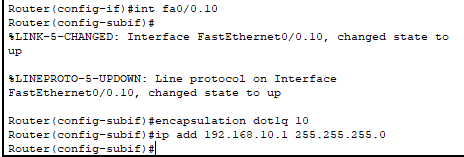 Router(config-if)#int fa0/0.10
Router(config-subif)#
%LINK-5-CHANGED: Interface FastEthernet0/0.10, changed state to
up
%LINEPROTO-5-UPDOWN: Line protocol on Interface
FastEthernet0/0.10, changed state to up
Router(config-subif)#encapsulation dot1q 10
Router(config-subif)#ip add 192.168.10.1 255.255.255.0
Router(config-subif)#